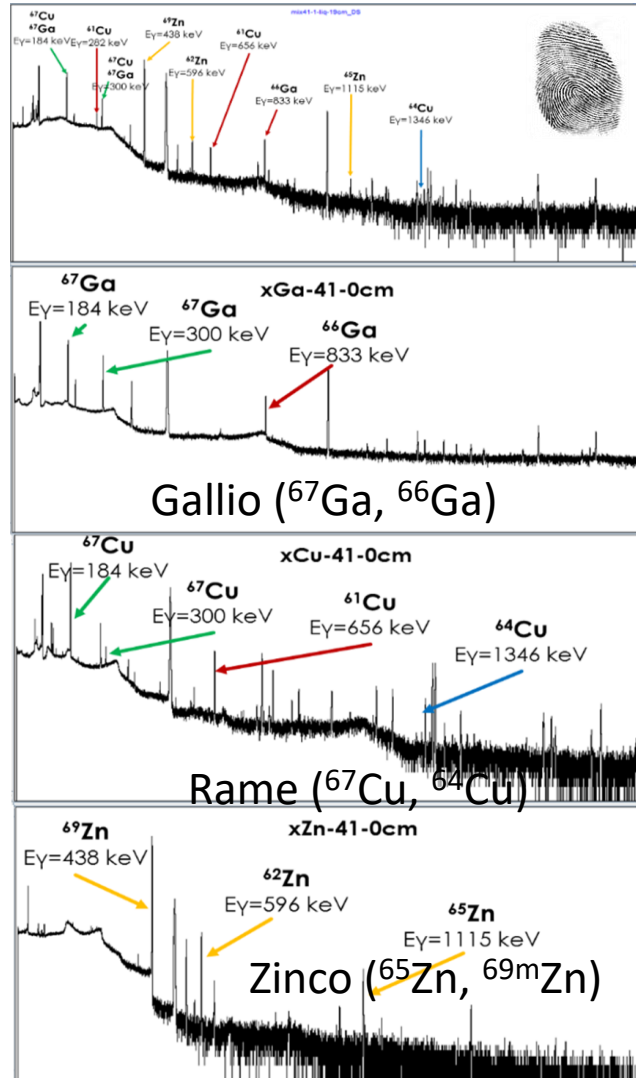 mix41-1-liq-19cm_DS
⁶⁷Cu
⁶⁷Ga
Eγ=184 keV
⁶¹Cu
Eγ=282 keV
⁶⁷Cu
⁶⁷Ga
Eγ=300 keV
⁶⁹Zn
Eγ=438 keV
⁶²Zn
Eγ=596 keV
⁶¹Cu
Eγ=656 keV
⁶⁶Ga
Eγ=833 keV
⁶⁵Zn
Eγ=1115 keV
⁶⁴Cu
Eγ=1346 keV
xGa-41-0cm
⁶⁷Ga
Eγ=184 keV
⁶⁷Ga
Eγ=300 keV
⁶⁶Ga
Eγ=833 keV
Gallio (⁶⁷Ga, ⁶⁶Ga)
xCu-41-0cm
⁶⁷Cu
Eγ=184 keV
⁶⁷Cu
Eγ=300 keV
⁶¹Cu
Eγ=656 keV
⁶⁴Cu
Eγ=1346 keV
Rame (⁶⁷Cu, ⁶⁴Cu)
xZn-41-0cm
⁶⁹Zn
Eγ=438 keV
⁶²Zn
Eγ=596 keV
⁶⁵Zn
Eγ=1115 keV
Zinco (⁶⁵Zn, ⁶⁹ᵐZn)